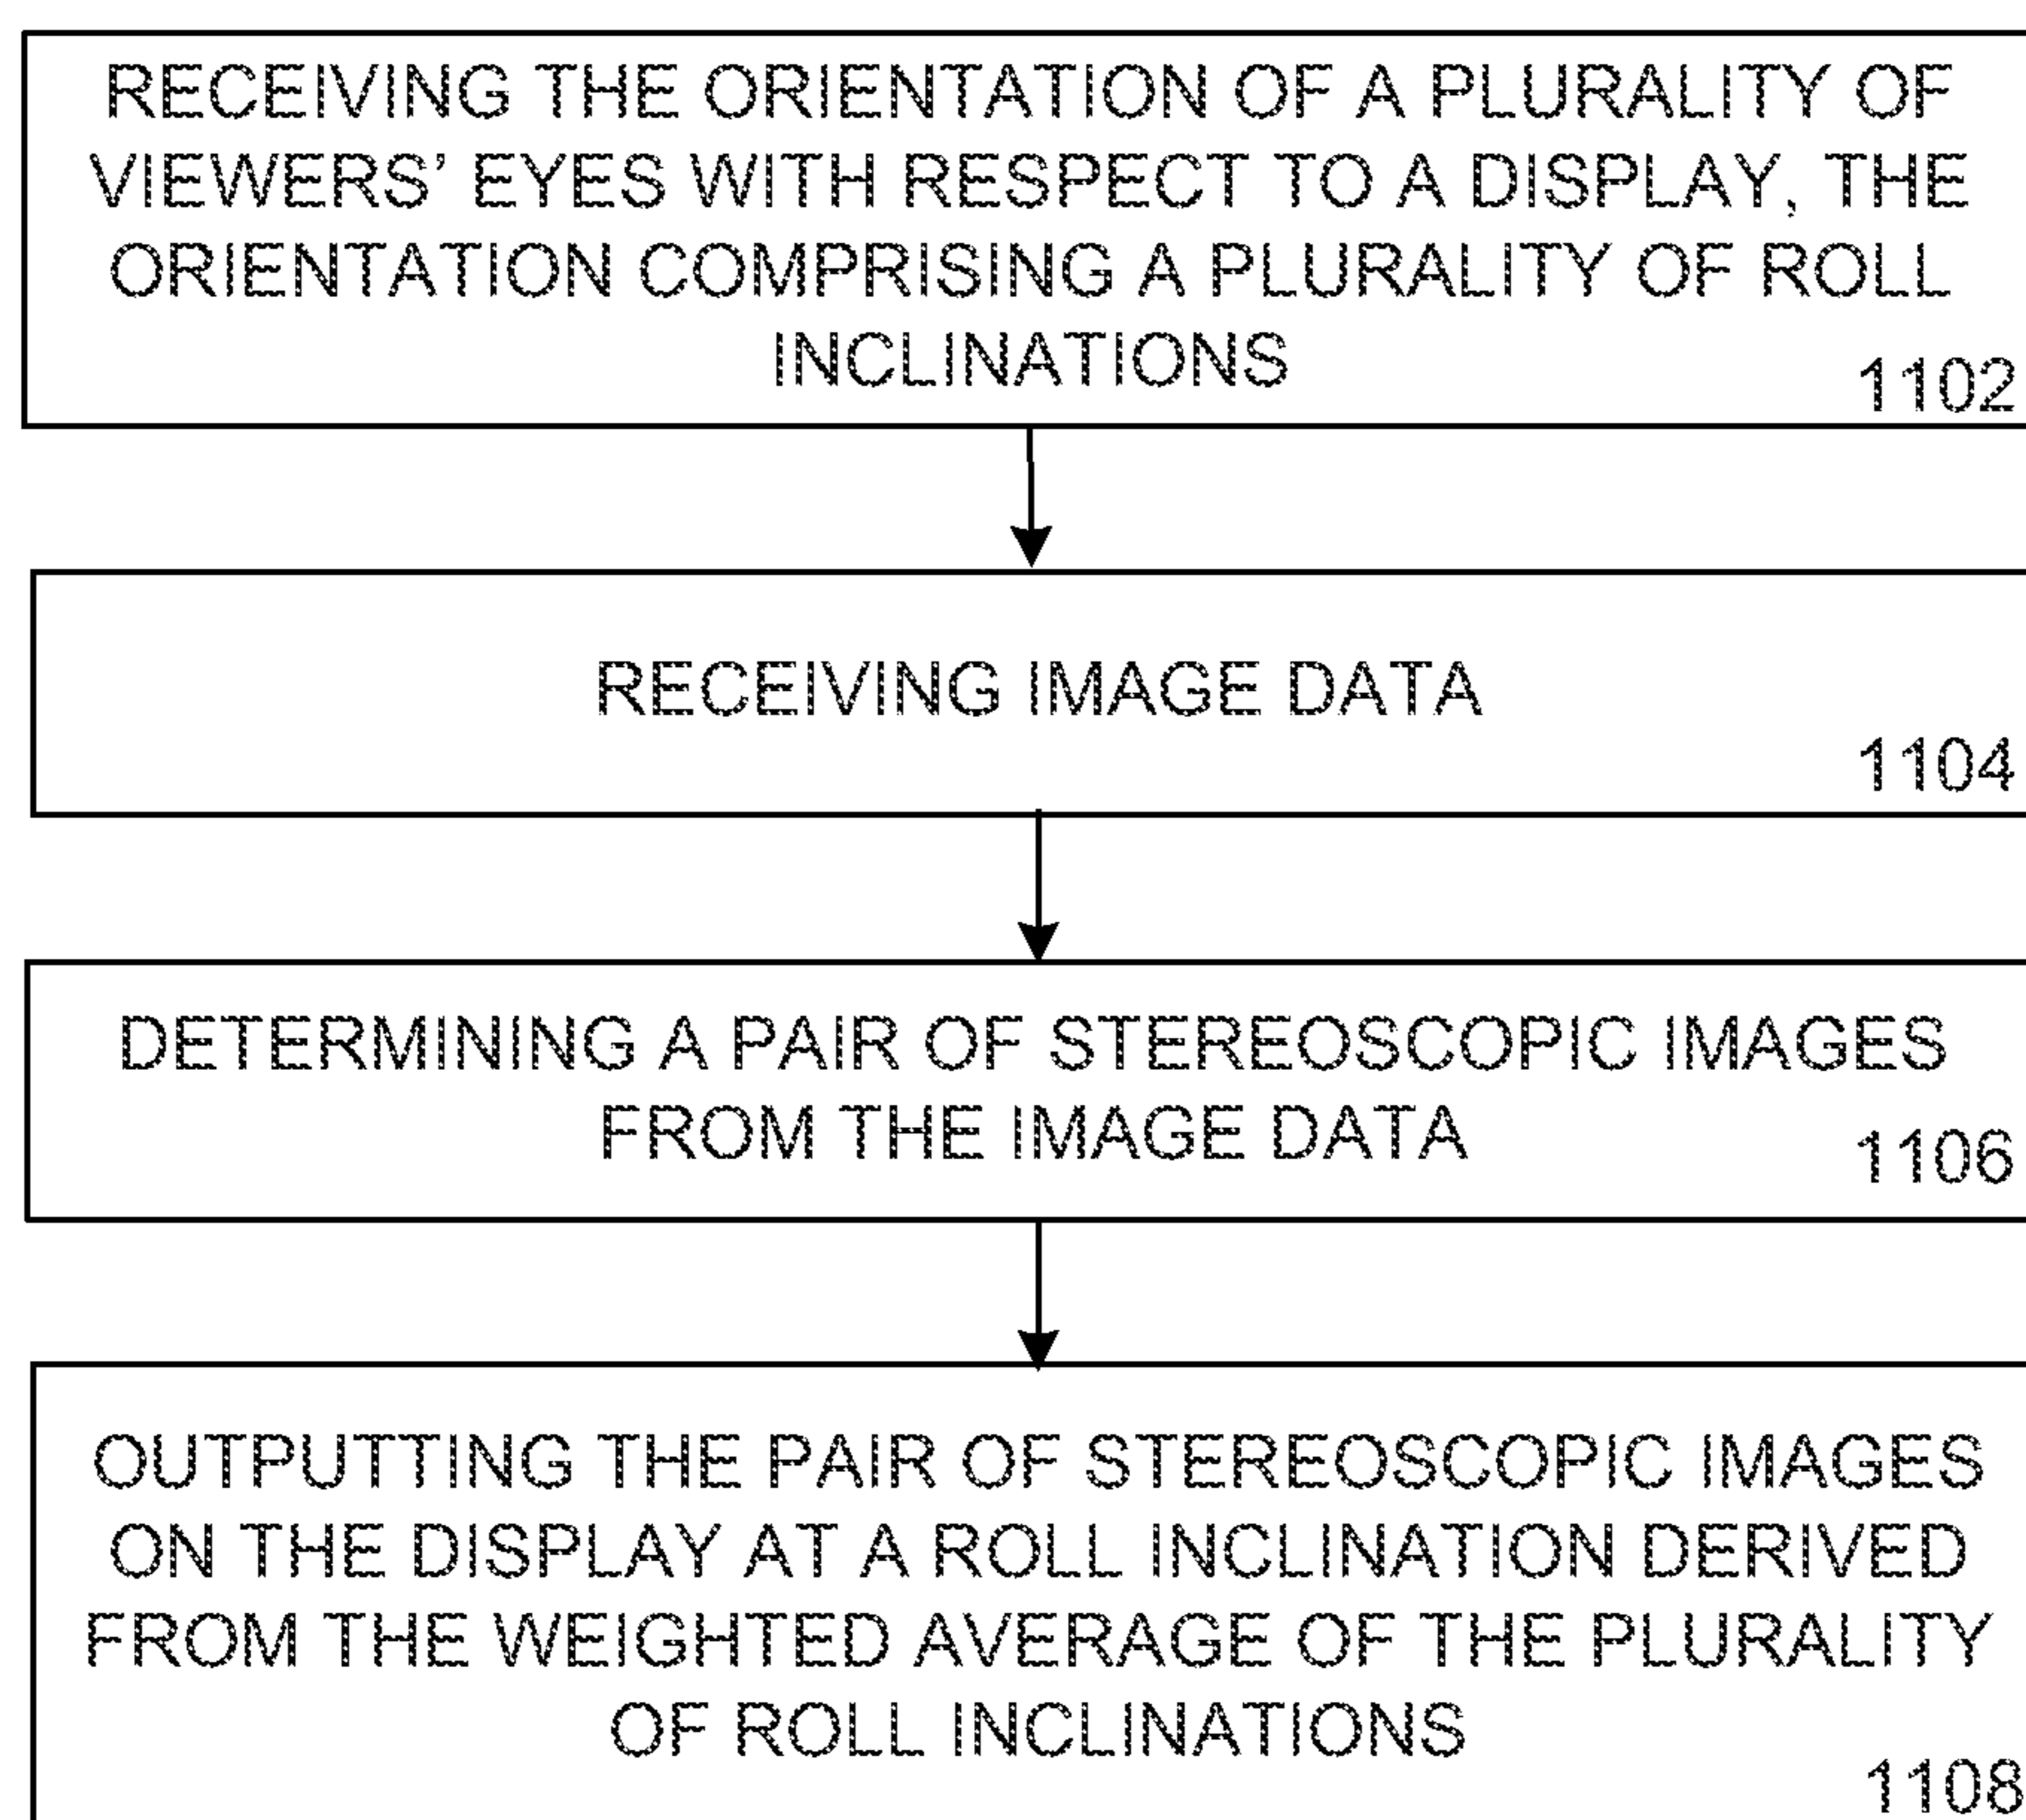 RECEIVING THE ORIENTATION OF A PLURALITY OF
VIEWERS' EYES WITH RESPECT TO A DISPLAY, THE
ORIENTATION COMPRISING A PLURALITY OF ROLL
INCLINATIONS
1102
RECEIVING IMAGE DATA
1104
DETERMINING A PAIR OF STEREOSCOPIC IMAGES
FROM THE IMAGE DATA
1106
OUTPUTTING THE PAIR OF STEREOSCOPIC IMAGES
ON THE DISPLAY AT A ROLL INCLINATION DERIVED
FROM THE WEIGHTED AVERAGE OF THE PLURALITY
OF ROLL INCLINATIONS
1108